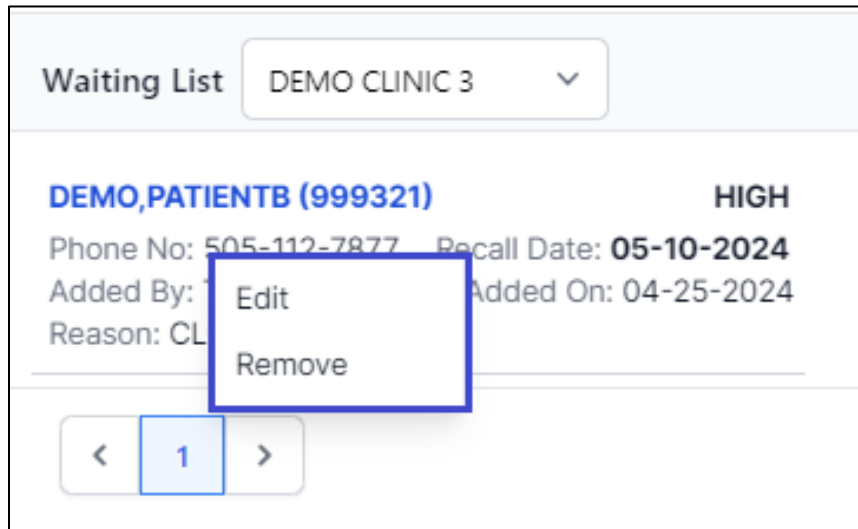 Waiting List DEMO CLINIC 3
DEMO,PATIENTB (999321) HIGH
Phone No: 505-112-7877 Recall Date: 05-10-2024
Added By: Added On: 04-25-2024
Reason: CL
Edit
Remove
1